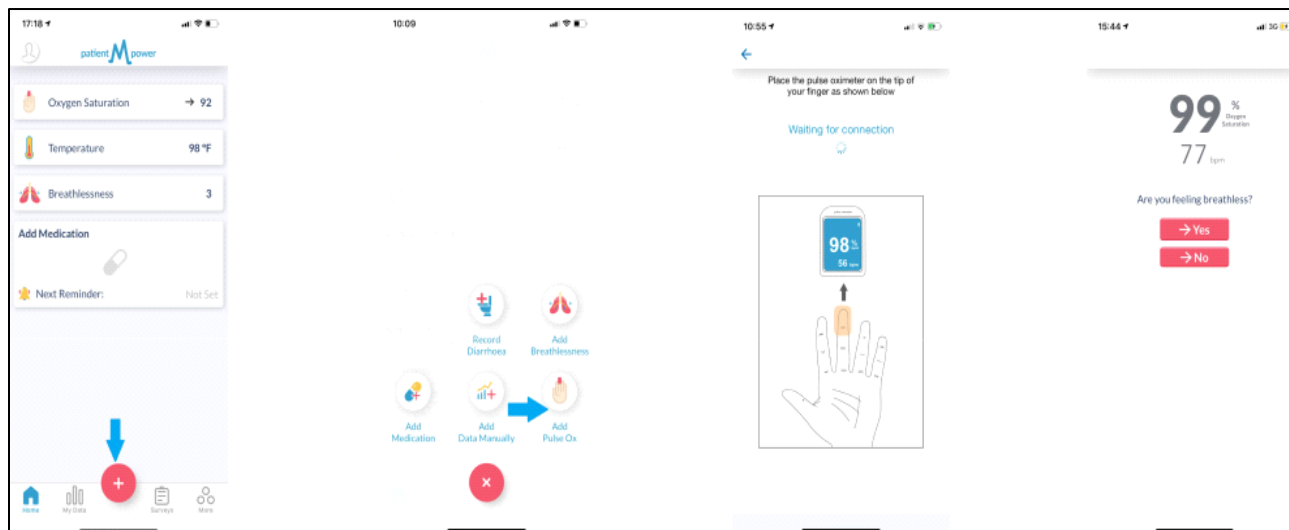 17:18
patient M power
Oxygen Saturation → 92
Temperature 98 °F
Breathlessness 3
Add Medication
Next Reminder: Not Set
+
Home
My Data
Surveys
More
10:09
Record
Diarrhoea
Add
Breathlessness
Add
Medication
Add
Data Manually
Add
Pulse Ox
×
10:55
←
Place the pulse oximeter on the tip of
your finger as shown below
Waiting for connection
98 %
56 bpm
15:44
3G
99 %
Oxygen
Saturation
77 bpm
Are you feeling breathless?
→ Yes
→ No